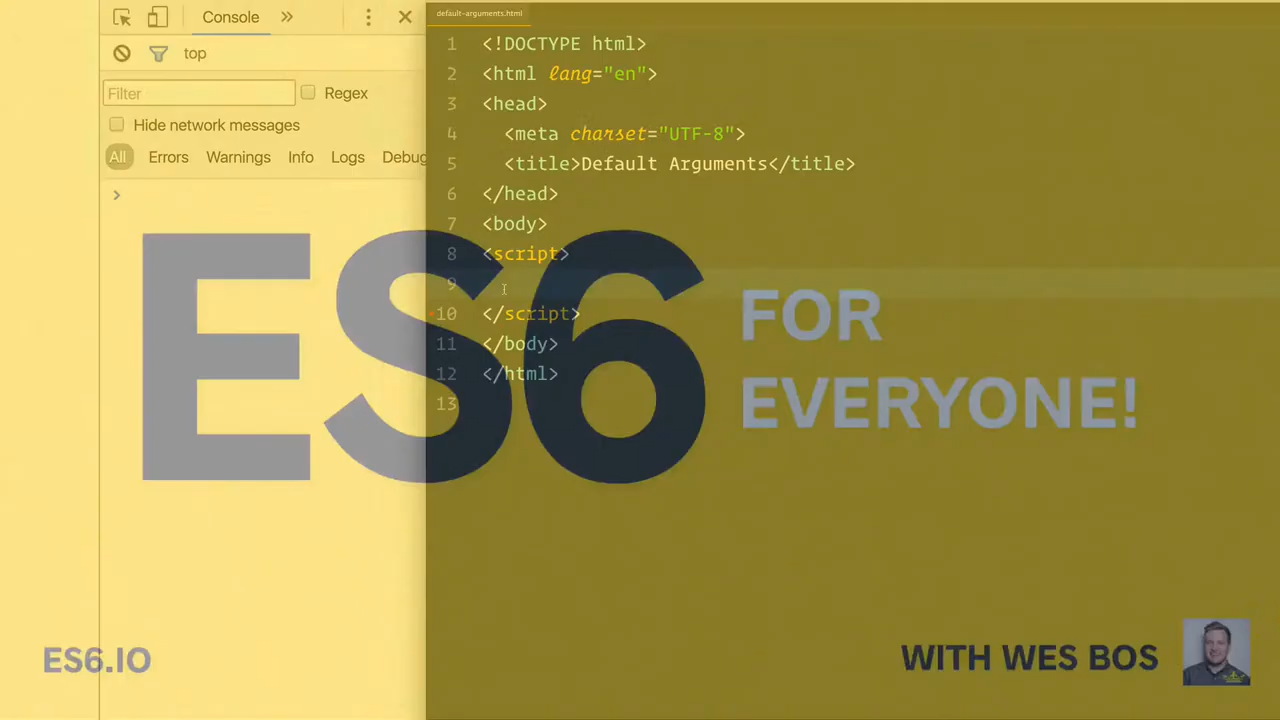 Console
top
Filter
Regex
Hide network messages
All Errors Warnings Info Logs Debug
default-arguments.html
1 <!DOCTYPE html>
2 <html lang="en">
3 <head>
4 <meta charset="UTF-8">
5 <title>Default Arguments</title>
6 </head>
7 <body>
8 <script>
9
10 </script>
11 </body>
12 </html>
13
ES6
FOR
EVERYONE!
ES6.IO
WITH WES BOS